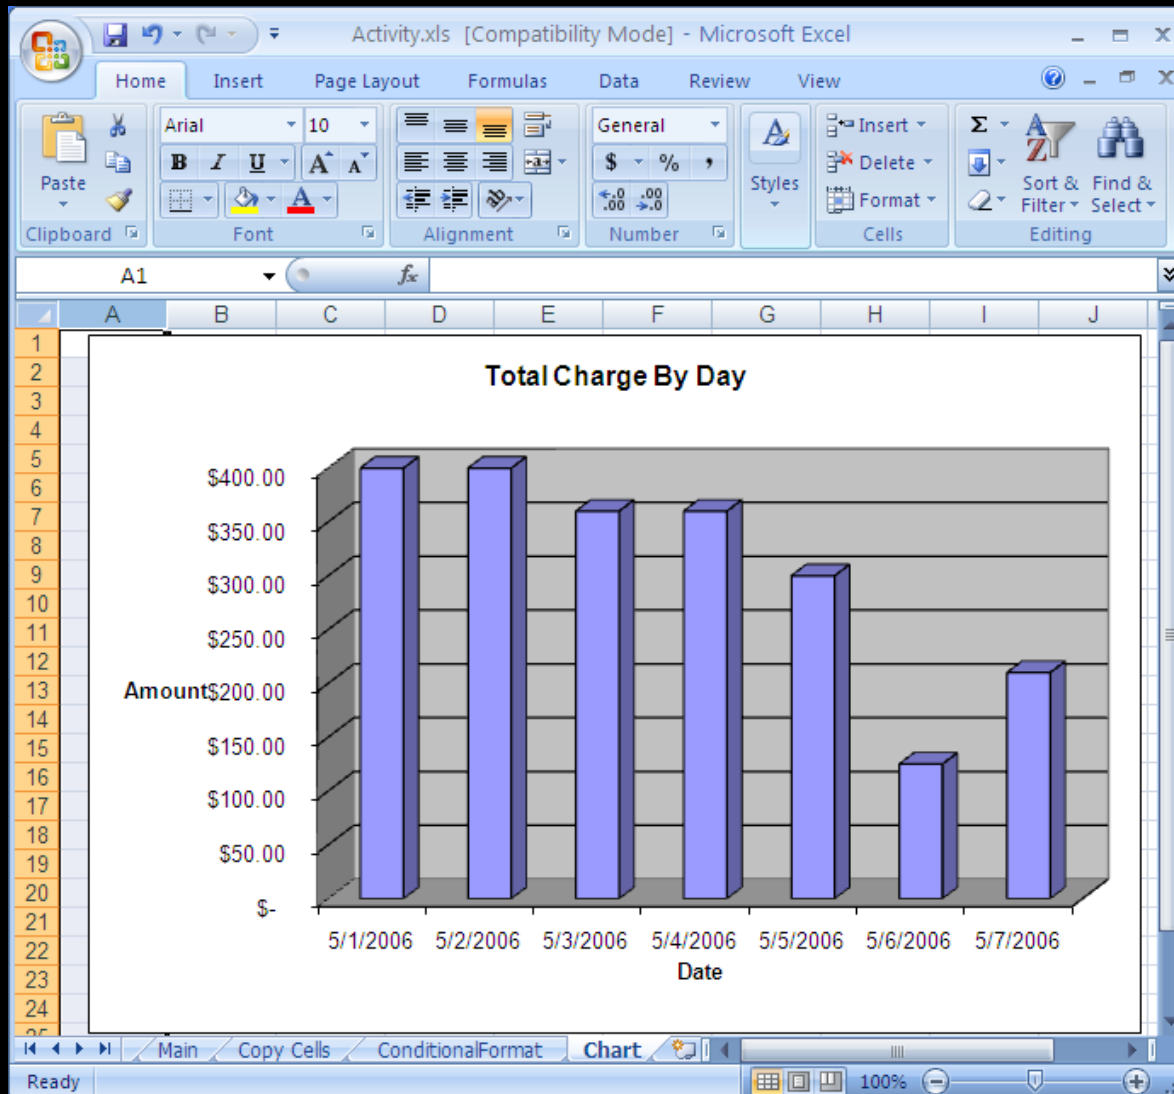 Activity.xls [Compatibility Mode] - Microsoft Excel
Home Insert Page Layout Formulas Data Review View
Arial 10 General Insert Σ
B I U A A $ % , Delete
Paste Styles Sort & Find &
.00 .00 Format Filter Select
Clipboard Font Alignment Number Cells Editing
A1 fx
A B C D E F G H I J
1
2
3
4
5
6
7
8
9
10
11
12
13
14
15
16
17
18
19
20
21
22
23
24
Total Charge By Day
$400.00
$350.00
$300.00
$250.00
Amount $200.00
$150.00
$100.00
$50.00
$-
5/1/2006 5/2/2006 5/3/2006 5/4/2006 5/5/2006 5/6/2006 5/7/2006
Date
Main Copy Cells ConditionalFormat Chart
Ready 100%